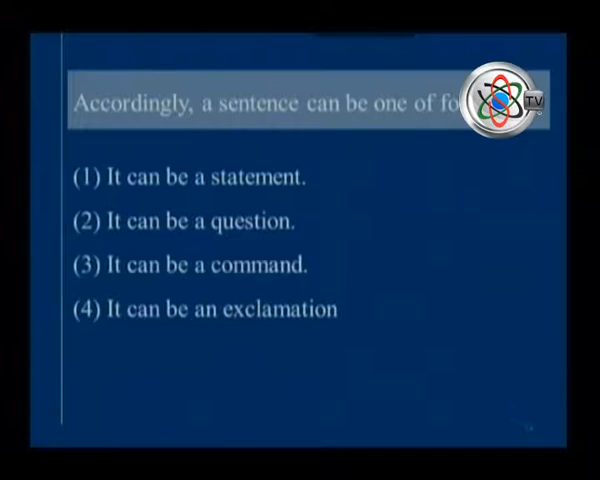 Accordingly, a sentence can be one of fo
TV
(1) It can be a statement.
(2) It can be a question.
(3) It can be a command.
(4) It can be an exclamation